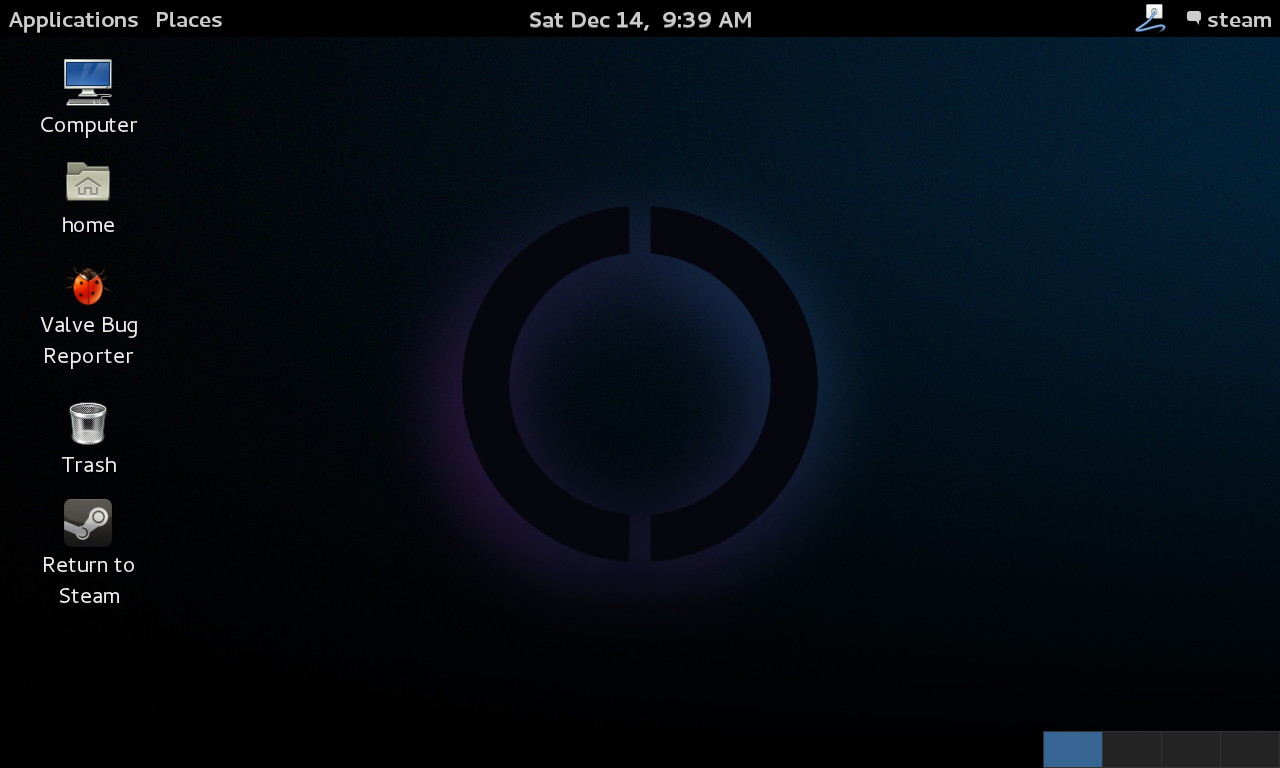 Applications Places Sat Dec 14, 9:39 AM steam
Computer
home
Valve Bug
Reporter
Trash
Return to
Steam